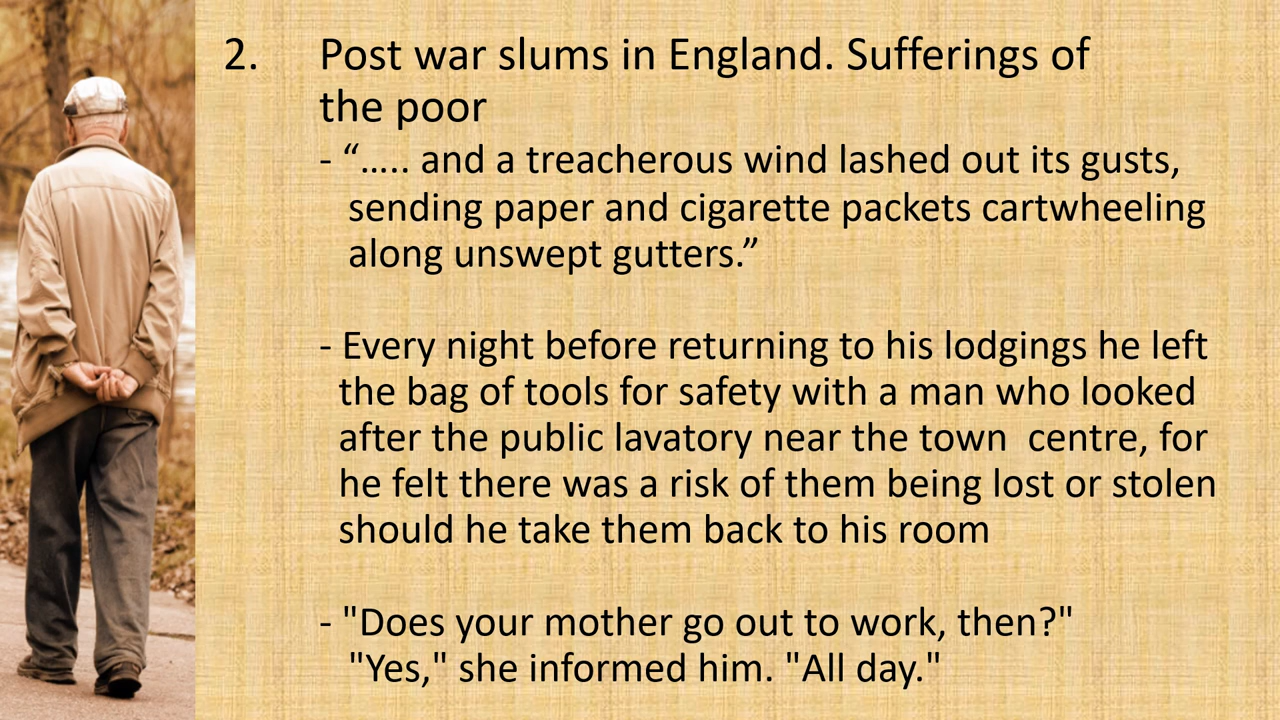 2. Post war slums in England. Sufferings of
the poor
- “..... and a treacherous wind lashed out its gusts,
sending paper and cigarette packets cartwheeling
along unswept gutters.”
- Every night before returning to his lodgings he left
the bag of tools for safety with a man who looked
after the public lavatory near the town  centre, for
he felt there was a risk of them being lost or stolen
should he take them back to his room
- "Does your mother go out to work, then?"
"Yes," she informed him. "All day."